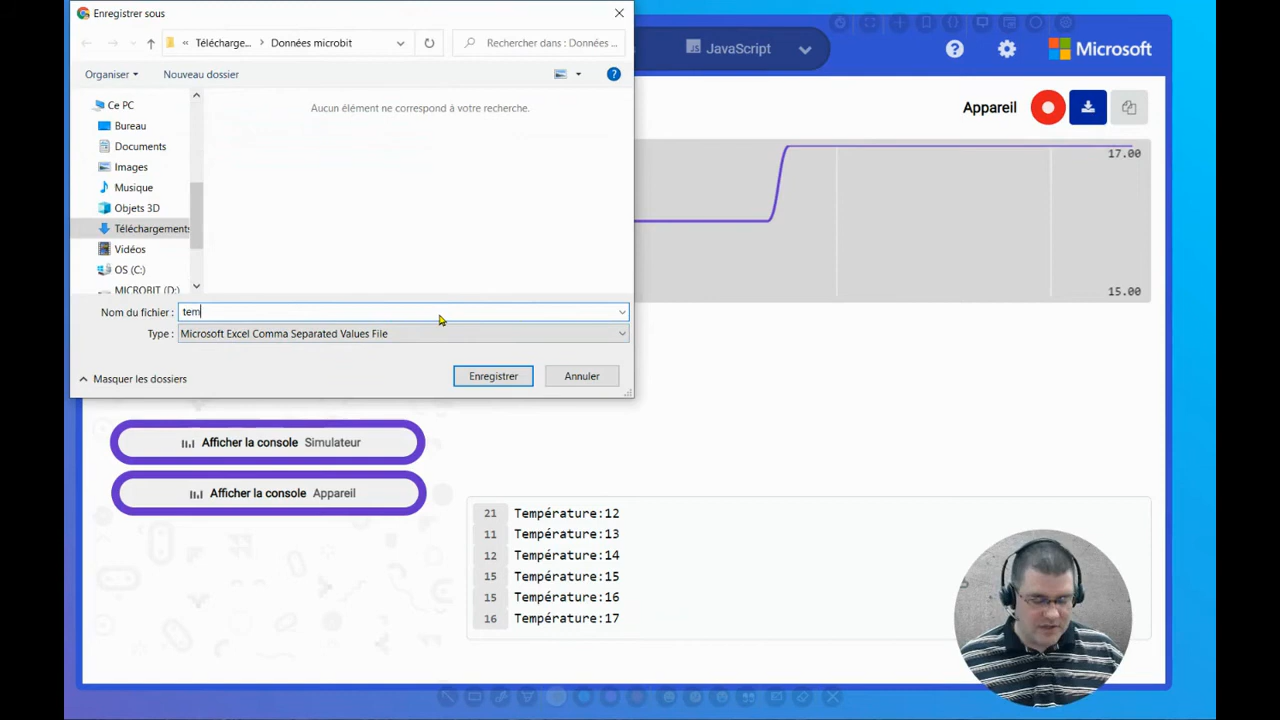 Enregistrer sous
« Télécharge... > Données microbit
Rechercher dans : Données ...
Organiser
Nouveau dossier
Ce PC
Bureau
Documents
Images
Musique
Objets 3D
Téléchargements
Vidéos
OS (C:)
MICROBIT (D:)
Aucun élément ne correspond à votre recherche.
Nom du fichier :
tem
Type :
Microsoft Excel Comma Separated Values File
Masquer les dossiers
Enregistrer
Annuler
JS JavaScript
Microsoft
Appareil
17.00
15.00
Afficher la console Simulateur
Afficher la console Appareil
21 Température:12
11 Température:13
12 Température:14
15 Température:15
15 Température:16
16 Température:17